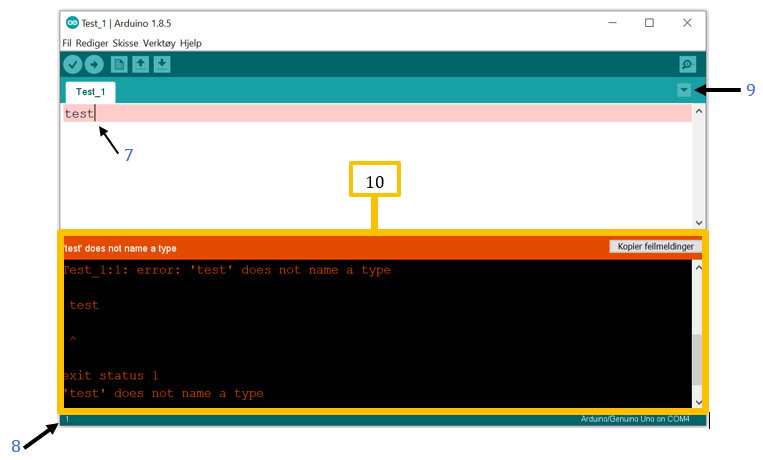 Test_1 | Arduino 1.8.5
Fil Rediger Skisse Verktøy Hjelp
Test_1
9
test
7
10
'test' does not name a type
Kopier feilmeldinger
Test_1:1: error: 'test' does not name a type
test
^
exit status 1
'test' does not name a type
1
Arduino/Genuino Uno on COM4
8